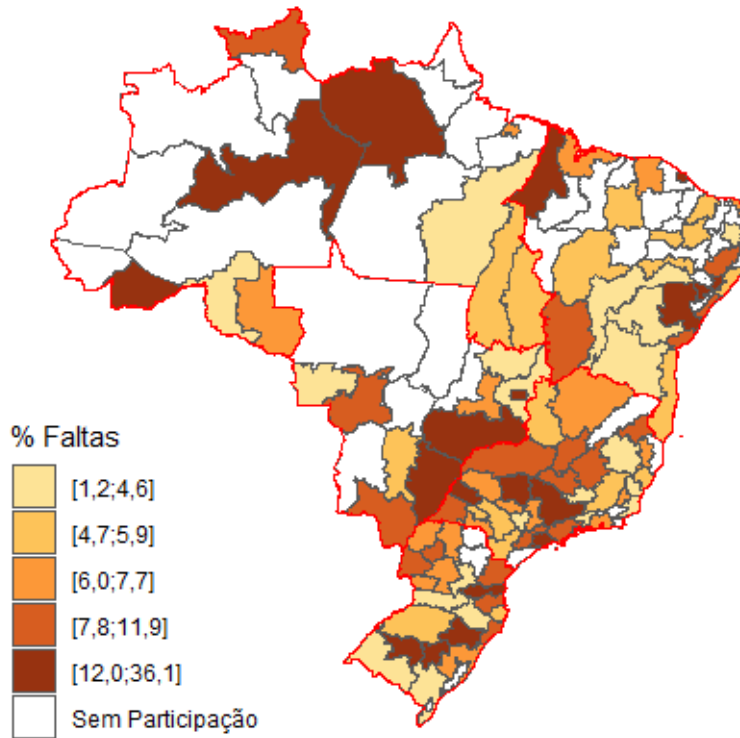 % Faltas
[1,2;4,6]
[4,7;5,9]
[6,0;7,7]
[7,8;11,9]
[12,0;36,1]
Sem Participação